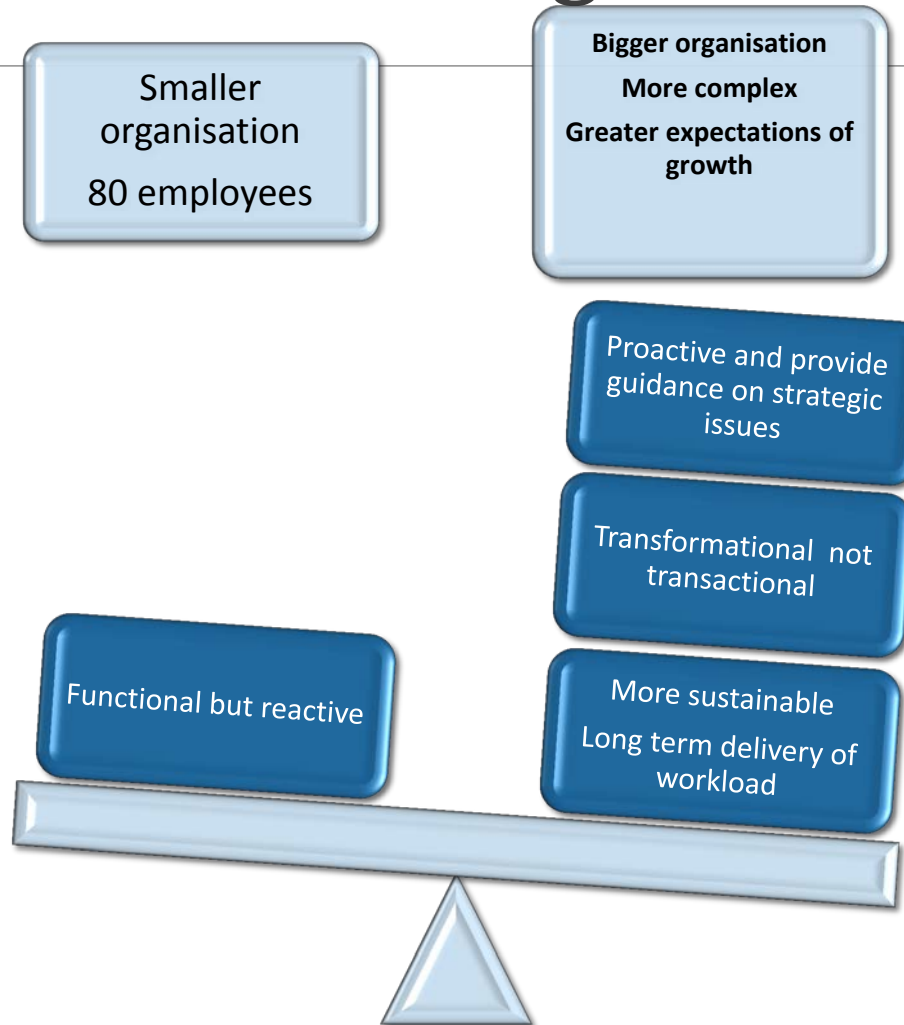 Smaller
organisation
80 employees
Bigger organisation
More complex
Greater expectations of
growth
Proactive and provide
guidance on strategic
issues
Transformational  not
transactional
Functional but reactive
More sustainable
Long term delivery of
workload